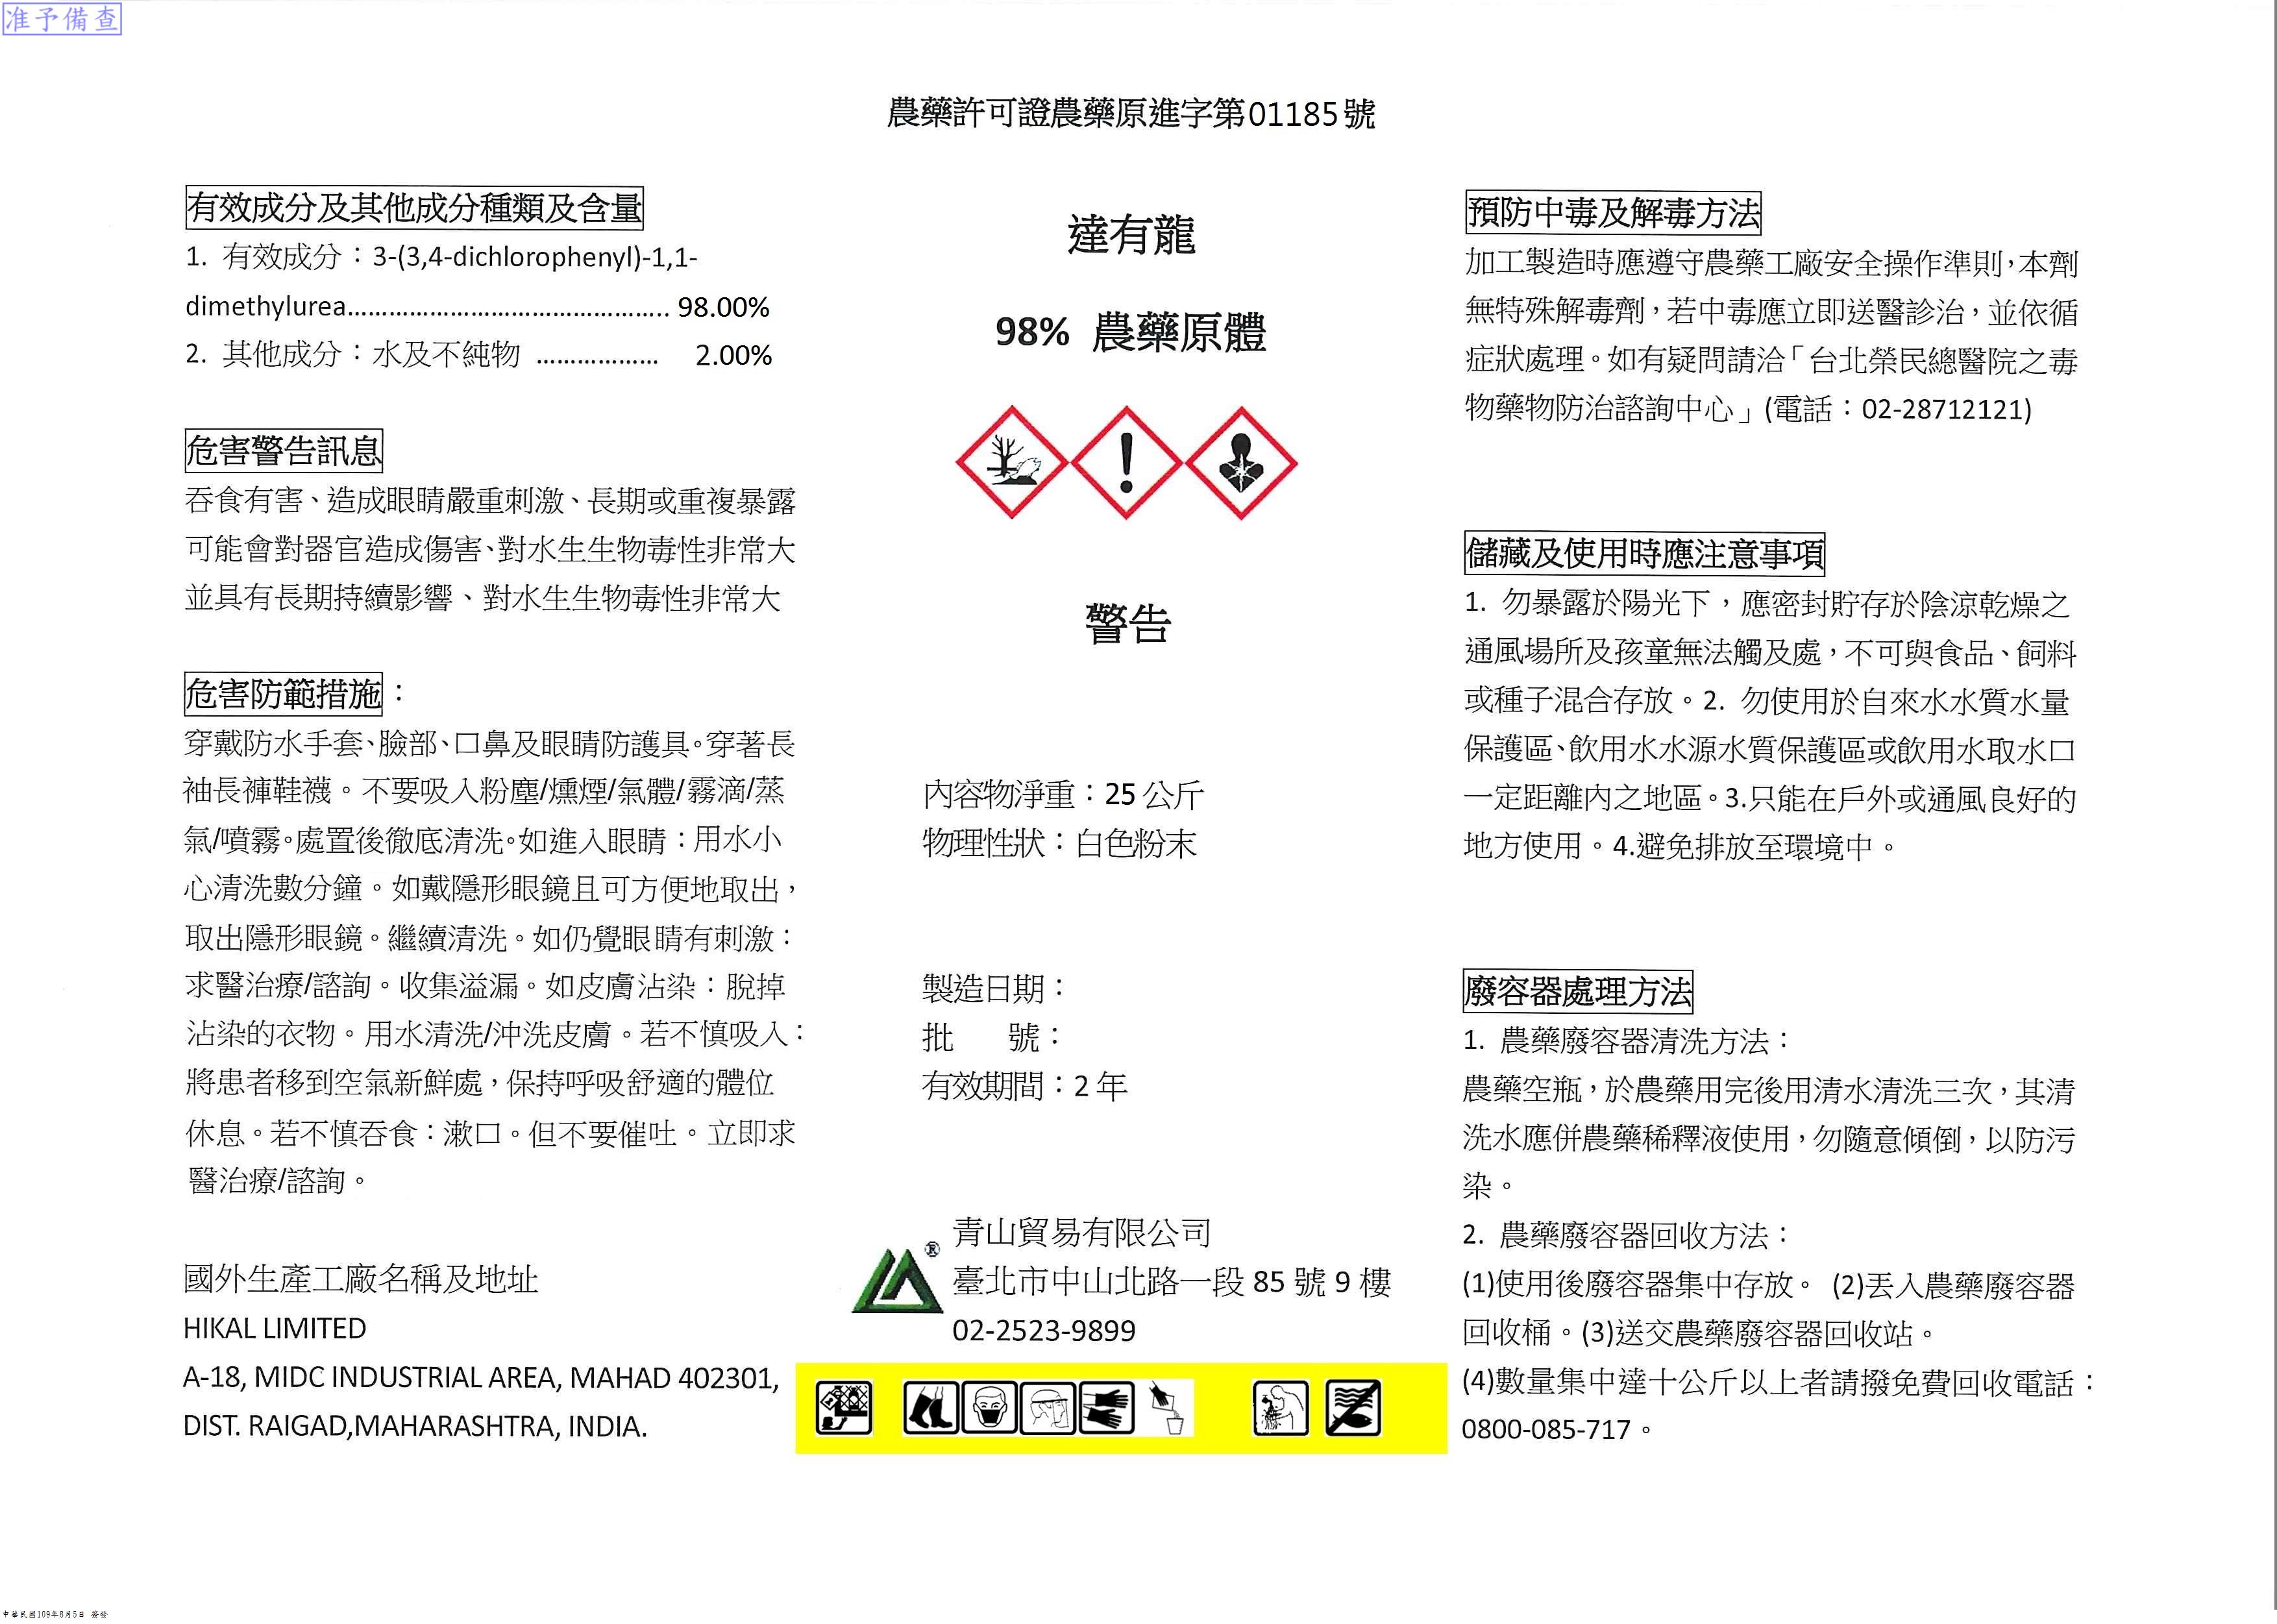 准予備查
農藥許可證農藥原進字第01185號
有效成分及其他成分種類及含量
1. 有效成分：3-(3,4-dichlorophenyl)-1,1-
dimethylurea.............................................. 98.00%
2. 其他成分：水及不純物 .................. 2.00%
危害警告訊息
吞食有害、造成眼睛嚴重刺激、長期或重複暴露
可能會對器官造成傷害、對水生生物毒性非常大
並具有長期持續影響、對水生生物毒性非常大
危害防範措施：
穿戴防水手套、臉部、口鼻及眼睛防護具。穿著長
袖長褲鞋襪。不要吸入粉塵/燻煙/氣體/霧滴/蒸
氣/噴霧。處置後徹底清洗。如進入眼睛：用水小
心清洗數分鐘。如戴隱形眼鏡且可方便地取出，
取出隱形眼鏡。繼續清洗。如仍覺眼睛有刺激：
求醫治療/諮詢。收集溢漏。如皮膚沾染：脫掉
沾染的衣物。用水清洗/沖洗皮膚。若不慎吸入：
將患者移到空氣新鮮處，保持呼吸舒適的體位
休息。若不慎吞食：漱口。但不要催吐。立即求
醫治療/諮詢。
國外生產工廠名稱及地址
HIKAL LIMITED
A-18, MIDC INDUSTRIAL AREA, MAHAD 402301,
DIST. RAIGAD,MAHARASHTRA, INDIA.
達有龍
98% 農藥原體
警告
內容物淨重：25 公斤
物理性狀：白色粉末
製造日期：
批 號：
有效期間：2 年
®
青山貿易有限公司
臺北市中山北路一段 85 號 9 樓
02-2523-9899
預防中毒及解毒方法
加工製造時應遵守農藥工廠安全操作準則，本劑
無特殊解毒劑，若中毒應立即送醫診治，並依循
症狀處理。如有疑問請洽「台北榮民總醫院之毒
物藥物防治諮詢中心」(電話：02-28712121)
儲藏及使用時應注意事項
1. 勿暴露於陽光下，應密封貯存於陰涼乾燥之
通風場所及孩童無法觸及處，不可與食品、飼料
或種子混合存放。2. 勿使用於自來水水質水量
保護區、飲用水水源水質保護區或飲用水取水口
一定距離內之地區。3.只能在戶外或通風良好的
地方使用。4.避免排放至環境中。
廢容器處理方法
1. 農藥廢容器清洗方法：
農藥空瓶，於農藥用完後用清水清洗三次，其清
洗水應併農藥稀釋液使用，勿隨意傾倒，以防污
染。
2. 農藥廢容器回收方法：
(1)使用後廢容器集中存放。 (2)丟入農藥廢容器
回收桶。(3)送交農藥廢容器回收站。
(4)數量集中達十公斤以上者請撥免費回收電話：
0800-085-717。
中華民國109年8月5日 簽發